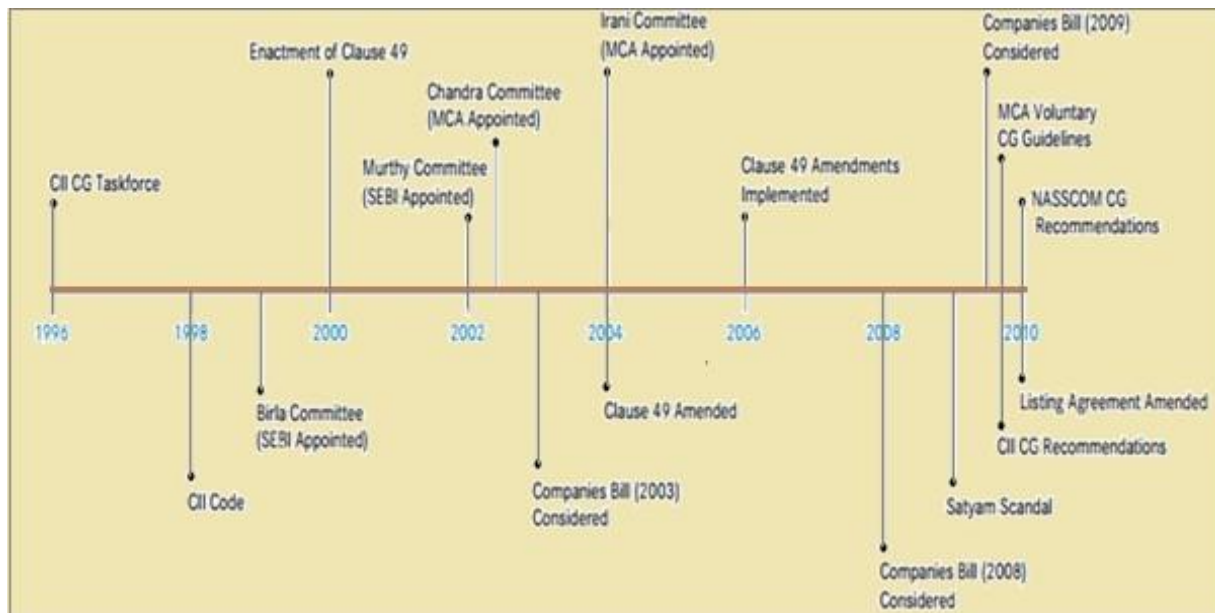 Irani Committee
(MCA Appointed)
Companies Bill (2009)
Considered
Enactment of Clause 49
Chandra Committee
(MCA Appointed)
MCA Voluntary
CG Guidelines
Murthy Committee
(SEBI Appointed)
Clause 49 Amendments
Implemented
CII CG Taskforce
NASSCOM CG
Recommendations
1996
1998
2000
2002
2004
2006
2008
2010
Birla Committee
(SEBI Appointed)
Clause 49 Amended
Listing Agreement Amended
CII CG Recommendations
CII Code
Companies Bill (2003)
Considered
Satyam Scandal
Companies Bill (2008)
Considered